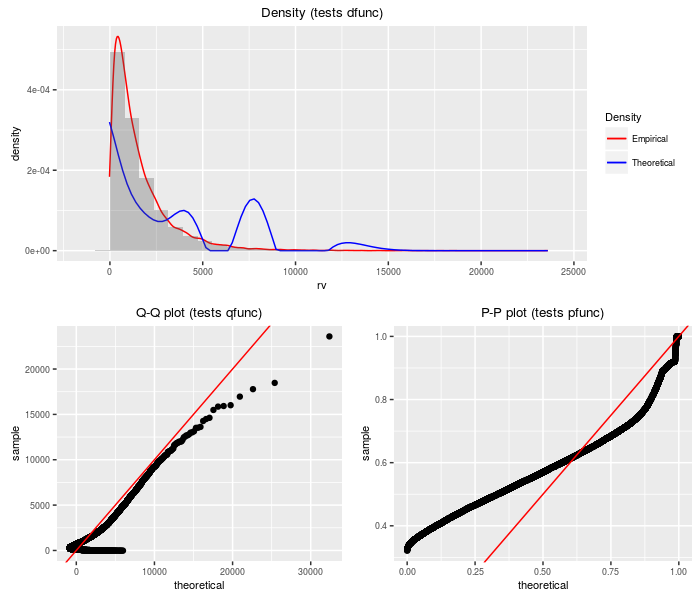 Density (tests dfunc)
4e-04
2e-04
0e+00
density
0
5000
10000
15000
20000
25000
rv
Density
Empirical
Theoretical
Q-Q plot (tests qfunc)
20000
15000
10000
5000
0
sample
0
10000
20000
30000
theoretical
P-P plot (tests pfunc)
1.0
0.8
0.6
0.4
sample
0.00
0.25
0.50
0.75
1.00
theoretical